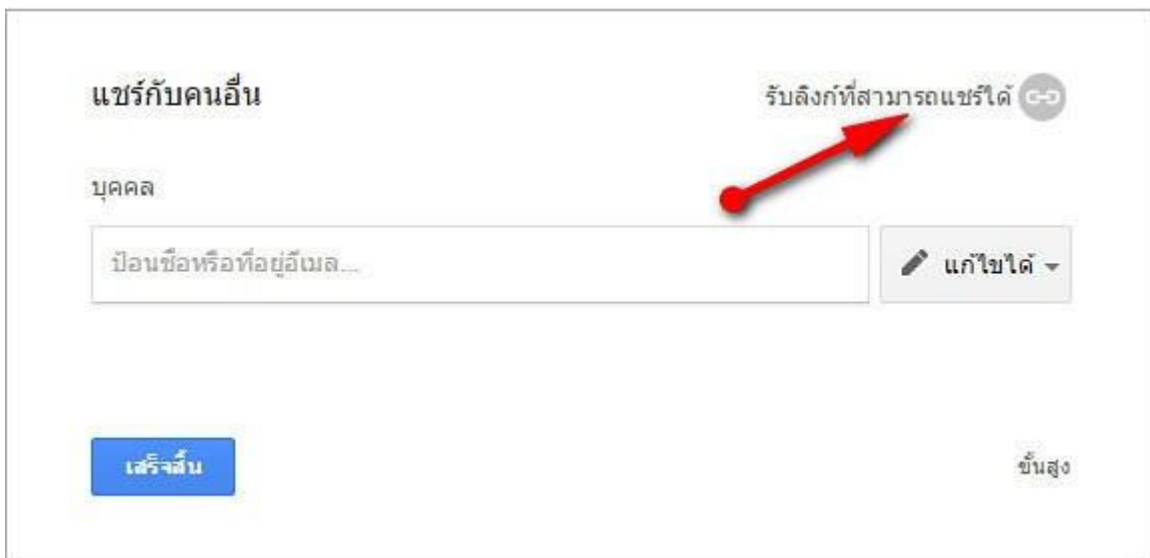 แชร์กับคนอื่น
รับลิงก์ที่สามารถแชร์ได้
บุคคล
ป้อนชื่อหรือที่อยู่อีเมล...
แก้ไขได้
เสร็จสิ้น
ขั้นสูง